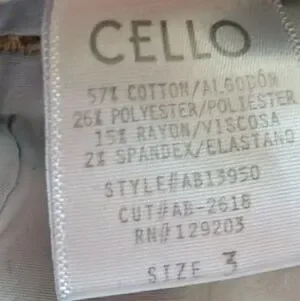 CELLO
57% COTTON/ALGODÓN
26% POLYESTER/POLIÉSTER
15% RAYON/VISCOSA
2% SPANDEX/ELASTANO
STYLE#AB13950
CUT#AB-2618
RN#129203
SIZE 3